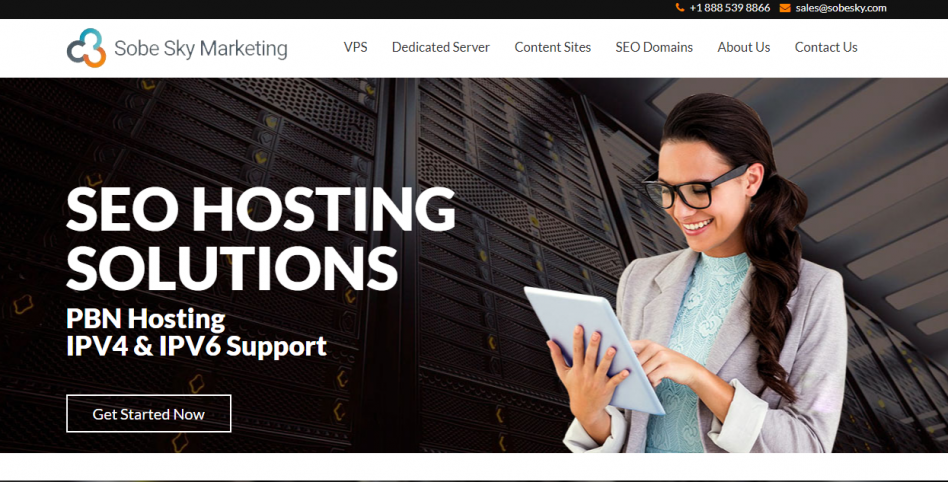 +1 888 539 8866 sales@sobesky.com
Sobe Sky Marketing
VPS Dedicated Server Content Sites SEO Domains About Us Contact Us
SEO HOSTING
SOLUTIONS
PBN Hosting
IPV4 & IPV6 Support
Get Started Now